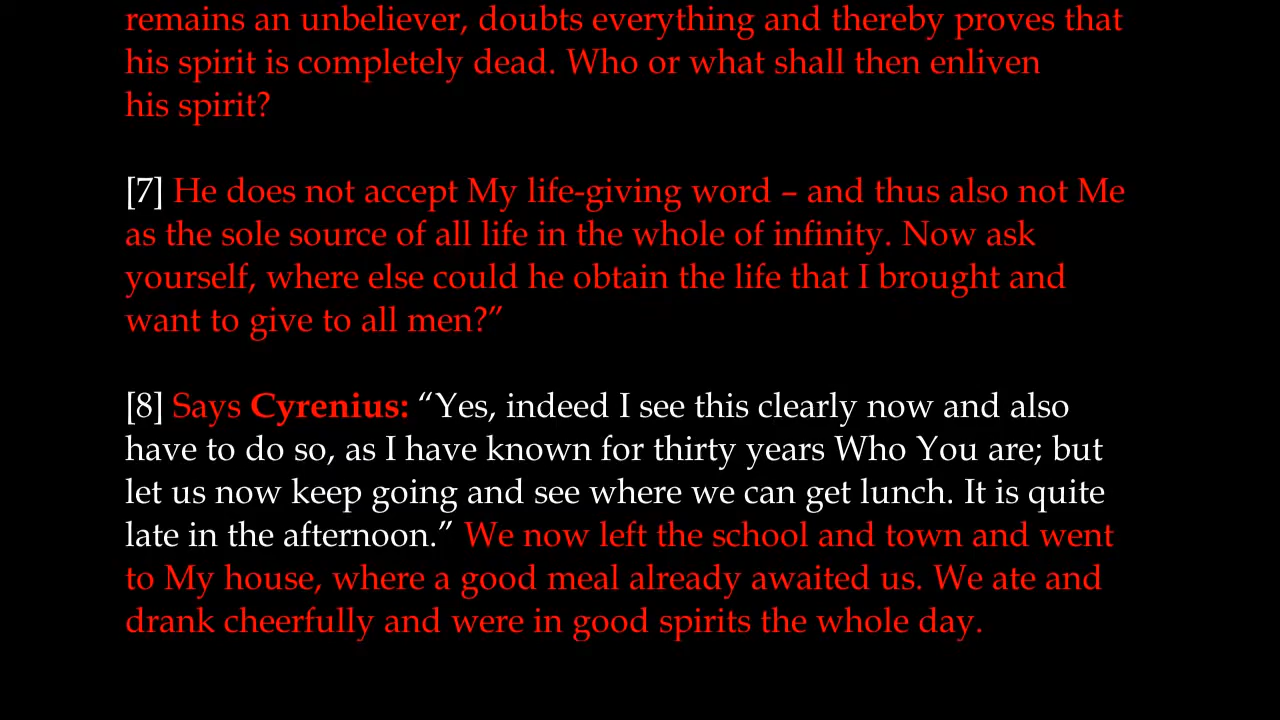 remains an unbeliever, doubts everything and thereby proves that
his spirit is completely dead. Who or what shall then enliven
his spirit?
[7] He does not accept My life-giving word – and thus also not Me
as the sole source of all life in the whole of infinity. Now ask
yourself, where else could he obtain the life that I brought and
want to give to all men?”
[8] Says Cyrenius: “Yes, indeed I see this clearly now and also
have to do so, as I have known for thirty years Who You are; but
let us now keep going and see where we can get lunch. It is quite
late in the afternoon.” We now left the school and town and went
to My house, where a good meal already awaited us. We ate and
drank cheerfully and were in good spirits the whole day.